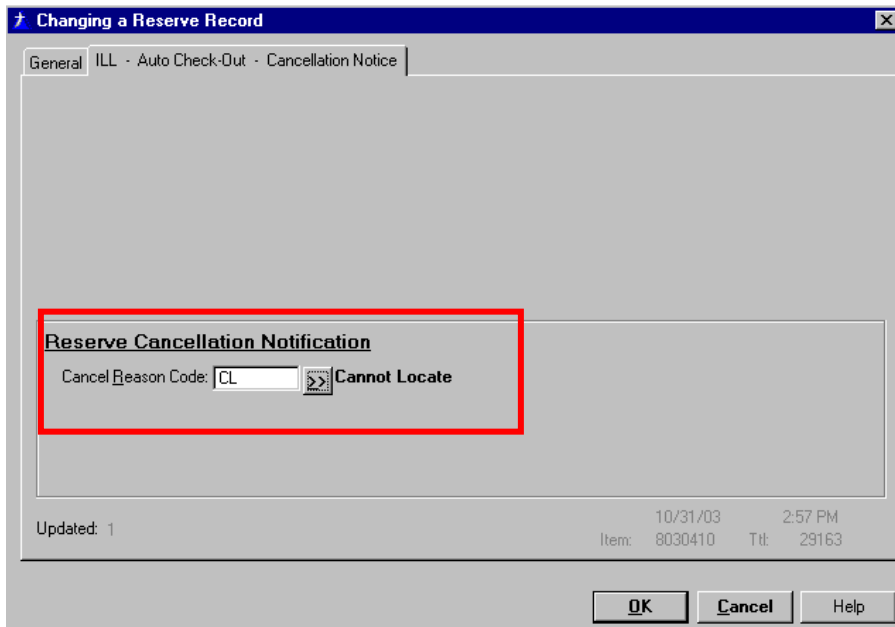 Changing a Reserve Record
General ILL - Auto Check-Out - Cancellation Notice
Reserve Cancellation Notification
Cancel Reason Code: CL >> Cannot Locate
10/31/03 2:57 PM
Updated: 1
Item: 8030410 Ttl: 29163
OK Cancel Help